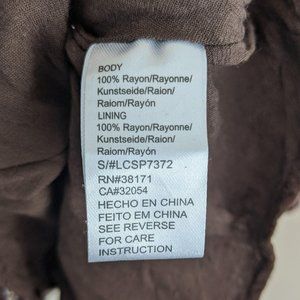 BODY
100% Rayon/Rayonne/
Kunstseide/Raion/
Raiom/Rayón
LINING
100% Rayon/Rayonne/
Kunstseide/Raion/
Raiom/Rayón
S/#LCSP7372
RN#38171
CA#32054
HECHO EN CHINA
FEITO EM CHINA
SEE REVERSE
FOR CARE
INSTRUCTION